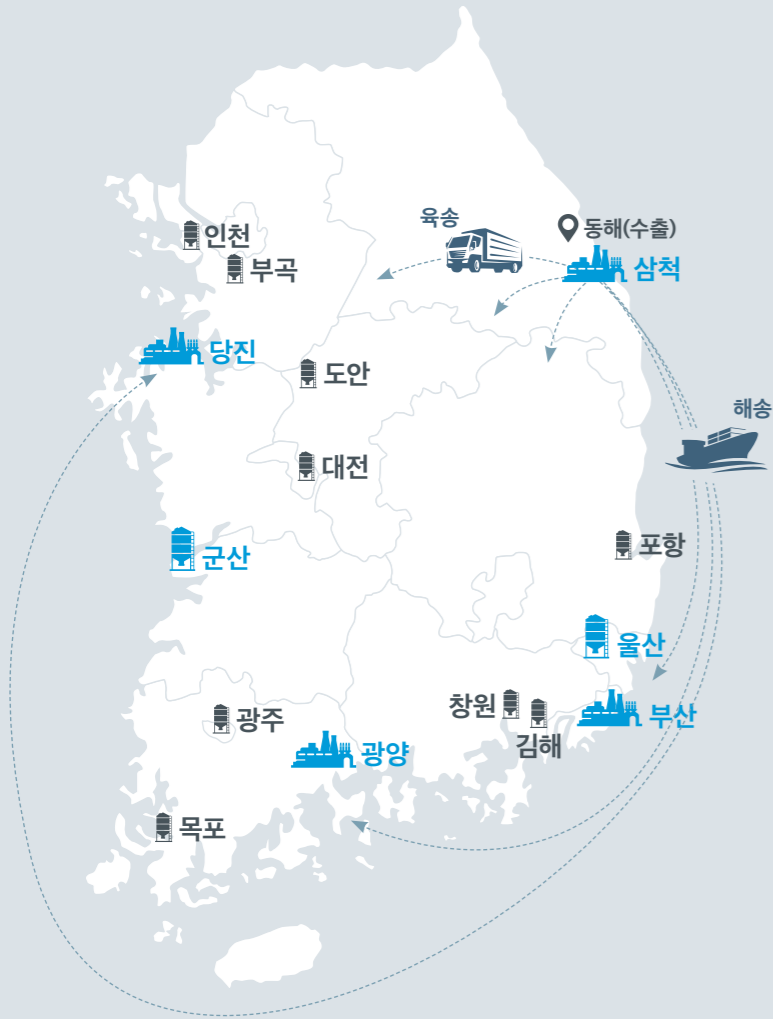 육송
동해(수출)
삼척
인천
부곡
당진
도안
해송
대전
군산
포항
울산
창원
부산
광주
김해
광양
목포